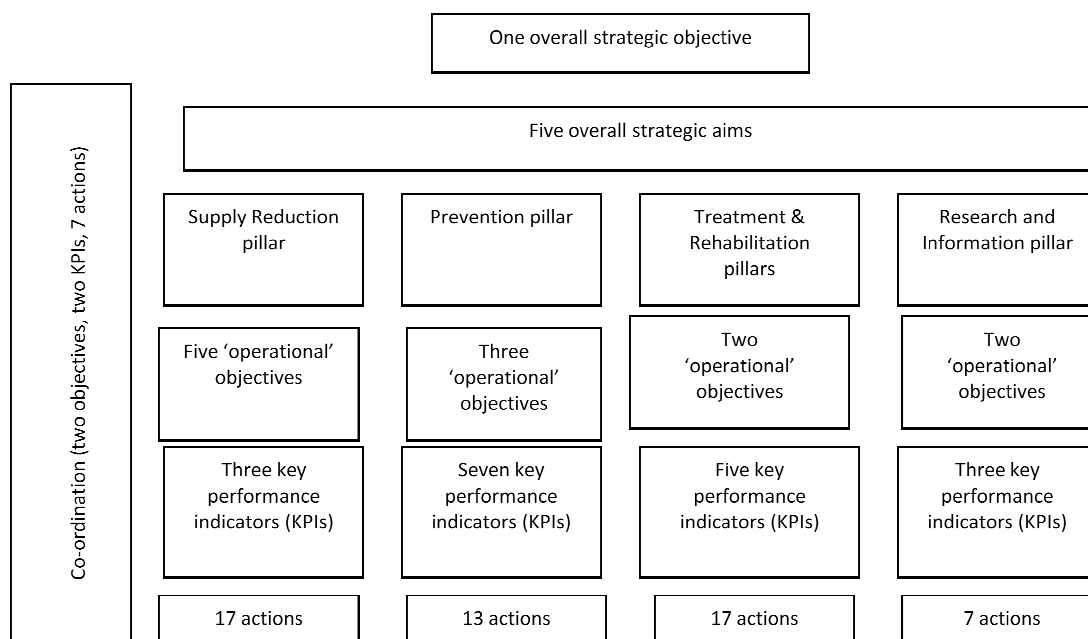 One overall strategic objective
Five overall strategic aims
Co-ordination (two objectives, two KPIs, 7 actions)
Supply Reduction
pillar
Prevention pillar
Treatment &
Rehabilitation
pillars
Research and
Information pillar
Five ‘operational’
objectives
Three
‘operational’
objectives
Two
‘operational’
objectives
Two
‘operational’
objectives
Three key
performance
indicators (KPIs)
Seven key
performance
indicators (KPIs)
Five key
performance
indicators (KPIs)
Three key
performance
indicators (KPIs)
17 actions
13 actions
17 actions
7 actions